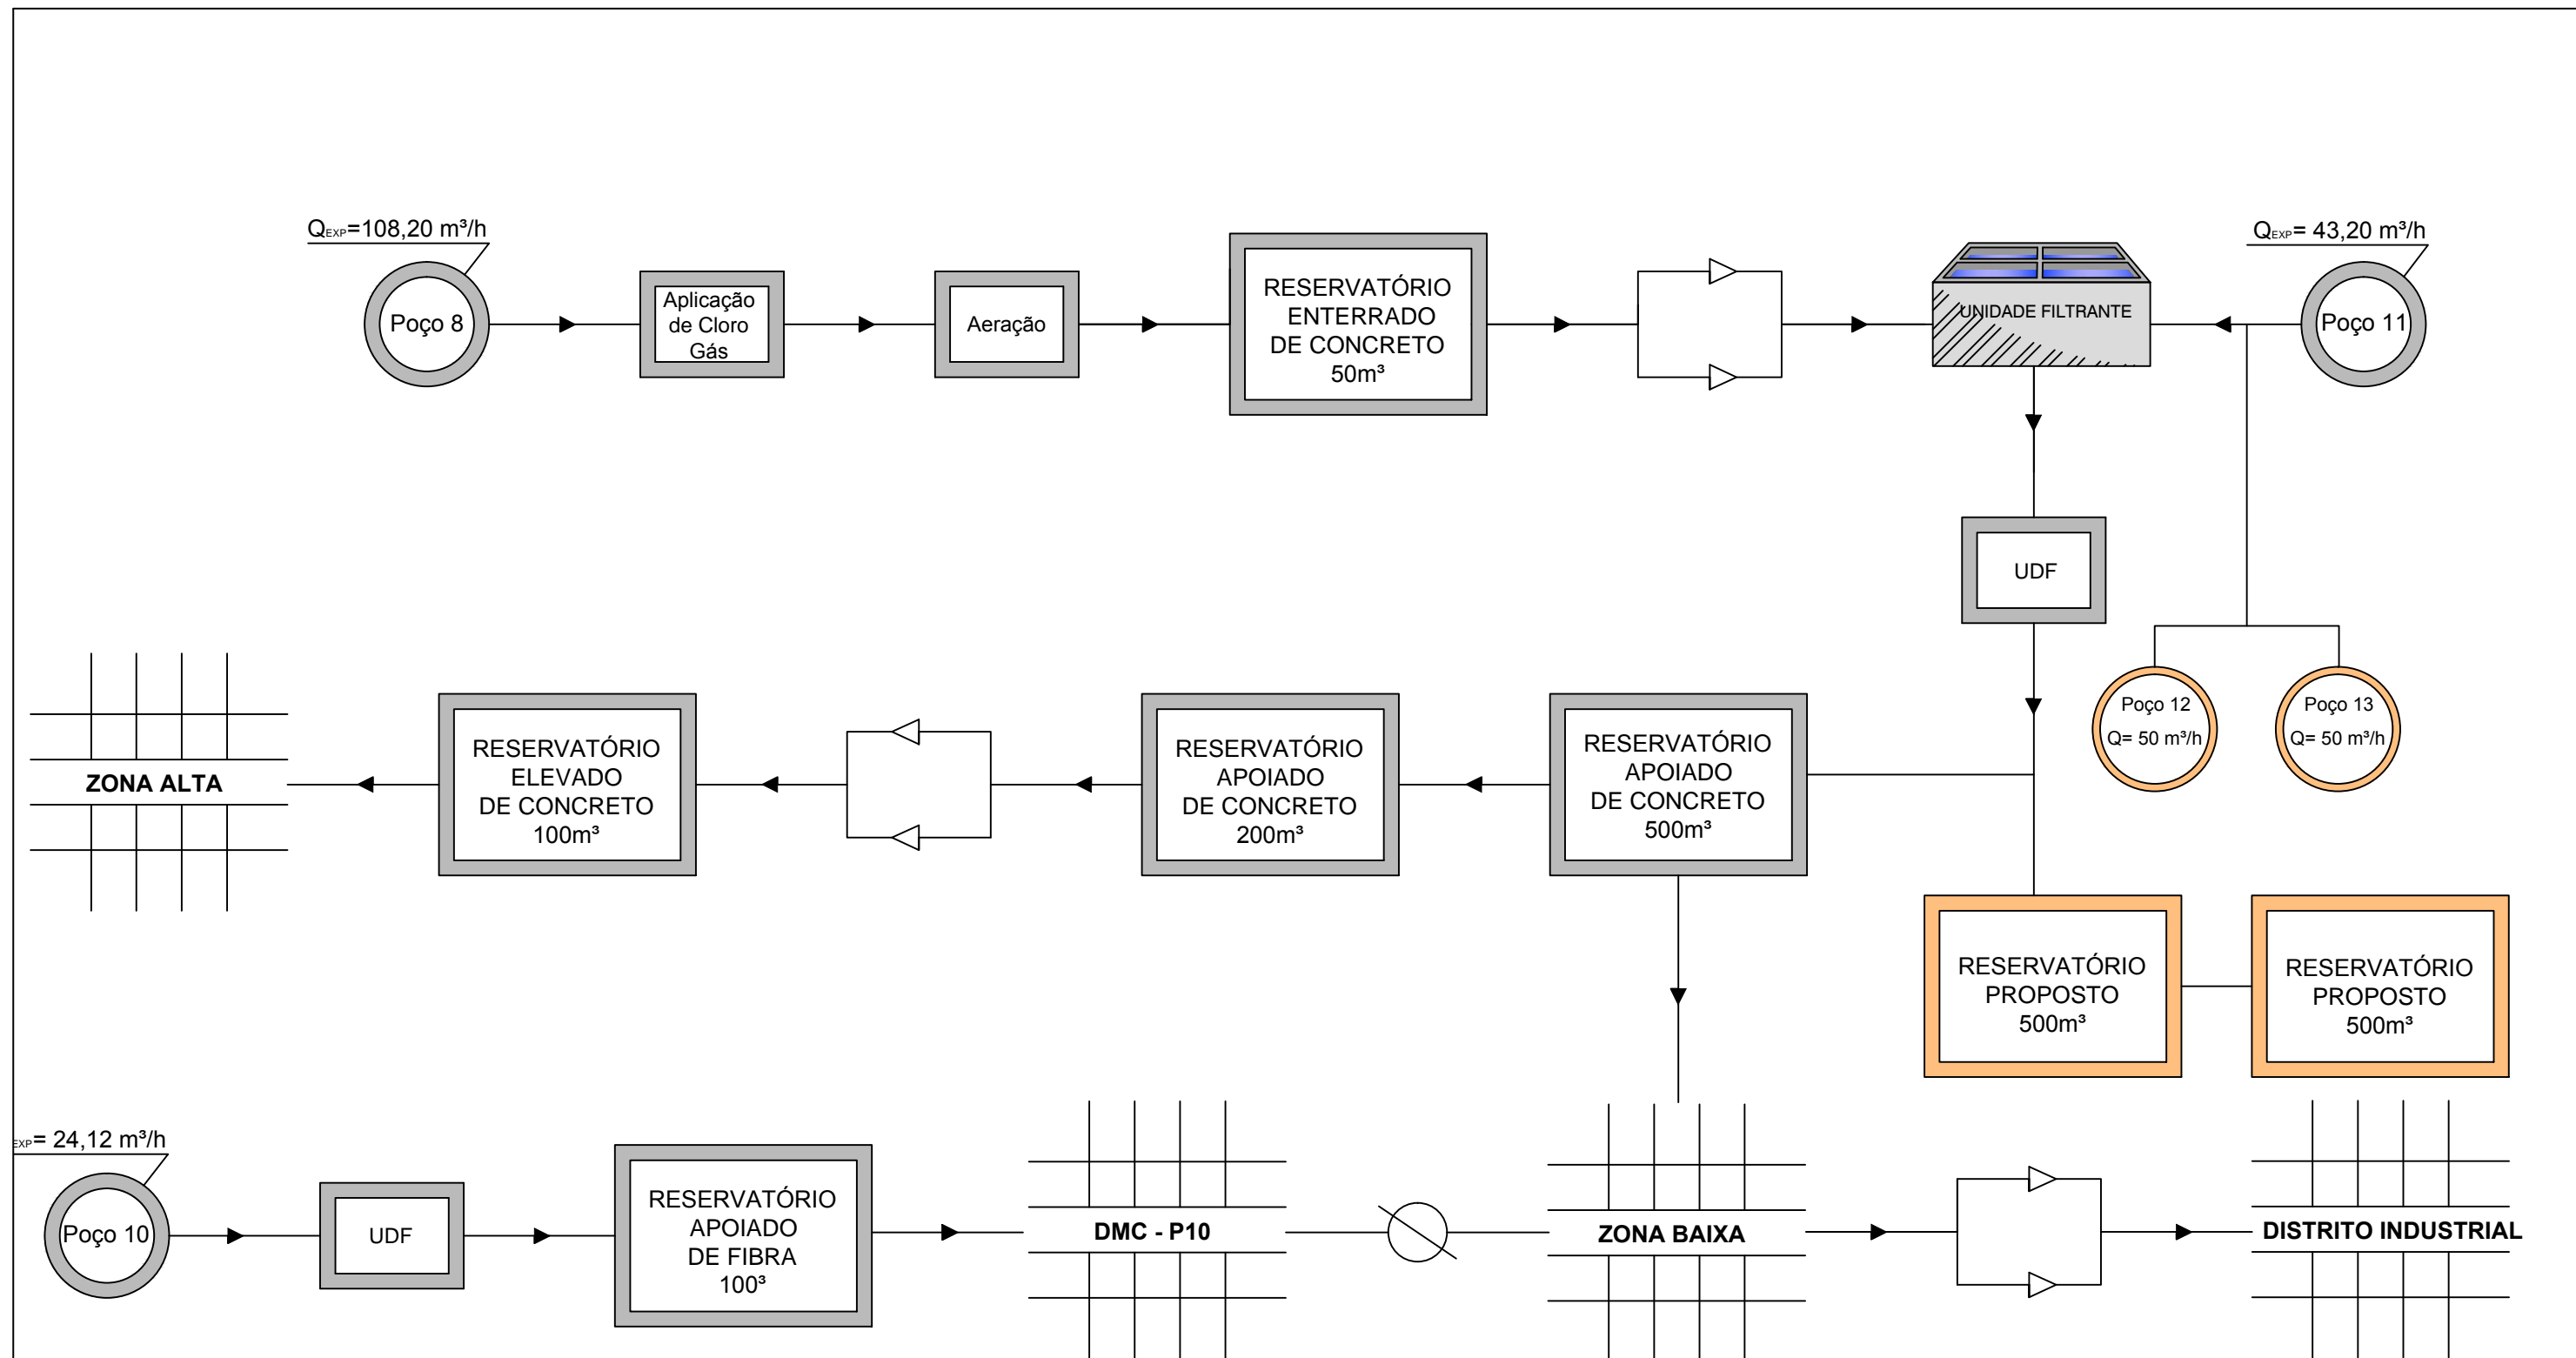 QEXP=108,20 m³/h
Poço 8
Aplicação
de Cloro
Gás
Aeração
RESERVATÓRIO
ENTERRADO
DE CONCRETO
50m³
UNIDADE FILTRANTE
QEXP= 43,20 m³/h
Poço 11
UDF
Poço 12
Q= 50 m³/h
Poço 13
Q= 50 m³/h
ZONA ALTA
RESERVATÓRIO
ELEVADO
DE CONCRETO
100m³
RESERVATÓRIO
APOIADO
DE CONCRETO
200m³
RESERVATÓRIO
APOIADO
DE CONCRETO
500m³
RESERVATÓRIO
PROPOSTO
500m³
RESERVATÓRIO
PROPOSTO
500m³
EXP= 24,12 m³/h
Poço 10
UDF
RESERVATÓRIO
APOIADO
DE FIBRA
100³
DMC - P10
ZONA BAIXA
DISTRITO INDUSTRIAL